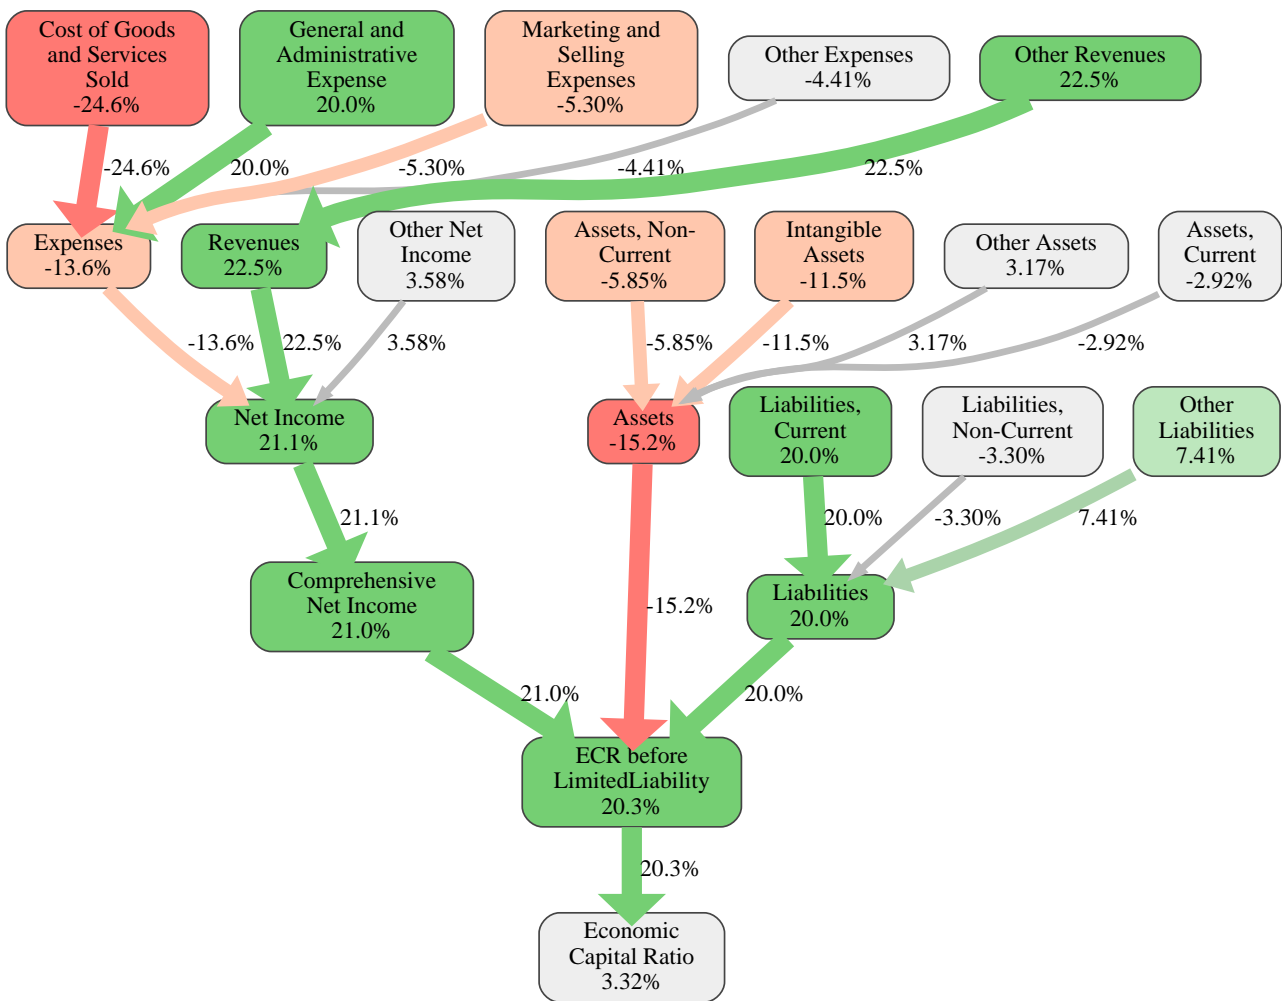 Cost of Goods
and Services
Sold
-24.6%
General and
Administrative
Expense
20.0%
Marketing and
Selling
Expenses
-5.30%
Other Expenses
-4.41%
Other Revenues
22.5%
-24.6%
20.0%
-5.30%
-4.41%
22.5%
Expenses
-13.6%
Revenues
22.5%
Other Net
Income
3.58%
Assets, Non-
Current
-5.85%
Intangible
Assets
-11.5%
Other Assets
3.17%
Assets,
Current
-2.92%
-13.6%
22.5%
3.58%
-5.85%
-11.5%
3.17%
-2.92%
Net Income
21.1%
Assets
-15.2%
Liabilities,
Current
20.0%
Liabilities,
Non-Current
-3.30%
Other
Liabilities
7.41%
21.1%
20.0%
-3.30%
7.41%
Comprehensive
Net Income
21.0%
-15.2%
Liabilities
20.0%
21.0%
20.0%
ECR before
LimitedLiability
20.3%
20.3%
Economic
Capital Ratio
3.32%